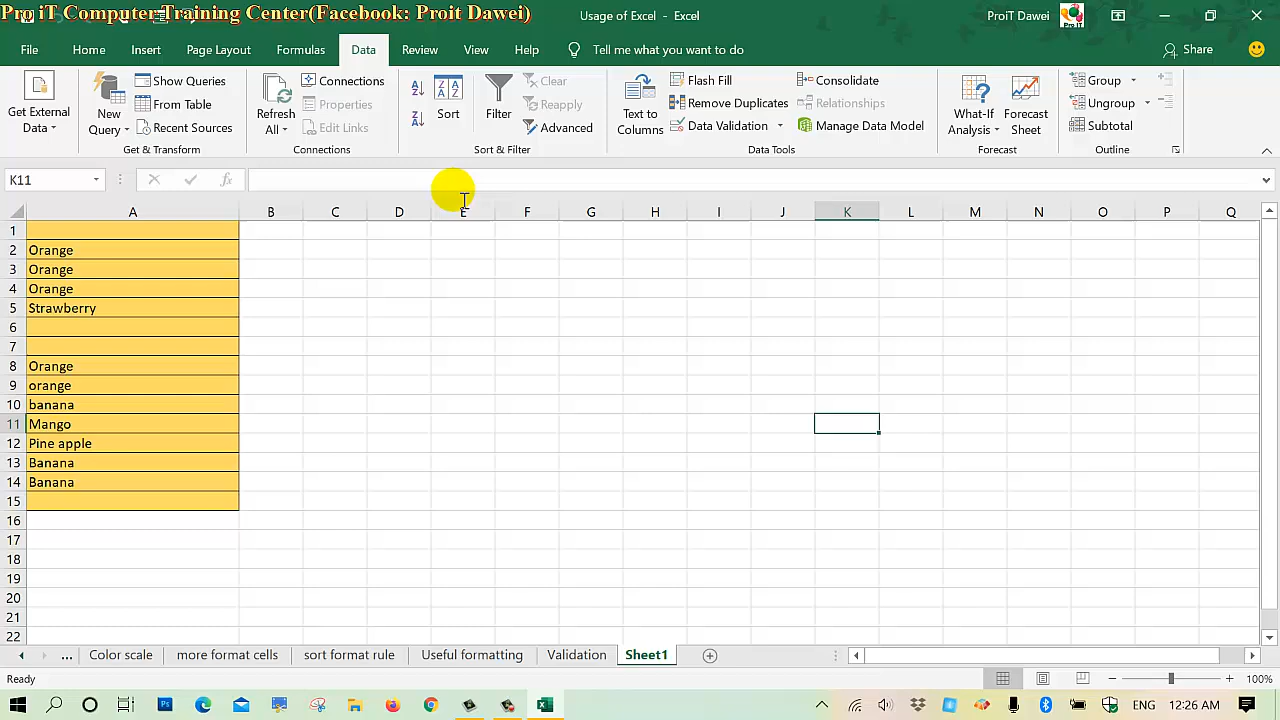 Pro iT Computer Training Center(Facebook: Proit Dawei)
Usage of Excel - Excel
ProiT Dawei
Pro IT
File Home Insert Page Layout Formulas Data Review View Help Tell me what you want to do Share
Get External Data
New Query
Show Queries
From Table
Recent Sources
Get & Transform
Refresh All
Connections
Properties
Edit Links
Connections
Sort
Filter
Clear
Reapply
Advanced
Sort & Filter
Text to Columns
Flash Fill
Remove Duplicates
Data Validation
Consolidate
Relationships
Manage Data Model
Data Tools
What-If Analysis
Forecast Sheet
Forecast
Group
Ungroup
Subtotal
Outline
K11 fx
A B C D E F G H I J K L M N O P Q
1
2 Orange
3 Orange
4 Orange
5 Strawberry
6
7
8 Orange
9 orange
10 banana
11 Mango
12 Pine apple
13 Banana
14 Banana
15
16
17
18
19
20
21
22
... Color scale more format cells sort format rule Useful formatting Validation Sheet1
Ready 100%
ENG 12:26 AM